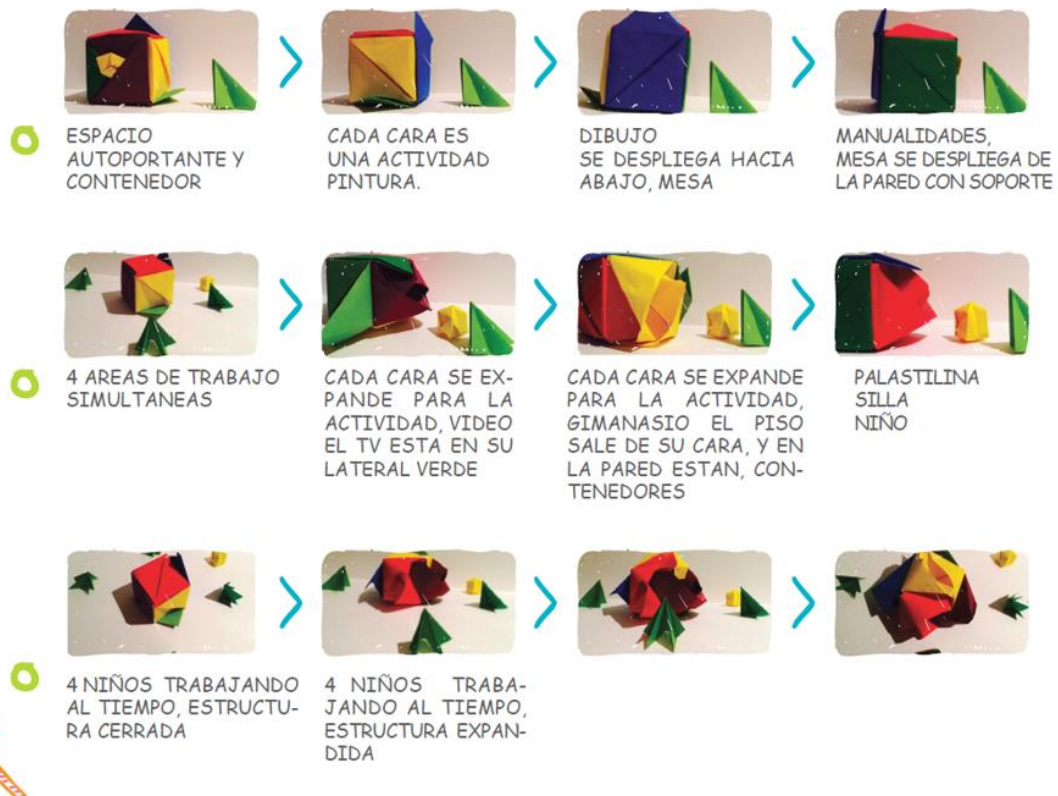 ESPACIO
AUTOPORTANTE Y
CONTENEDOR
CADA CARA ES
UNA ACTIVIDAD
PINTURA.
DIBUJO
SE DESPLIEGA HACIA
ABAJO, MESA
MANUALIDADES,
MESA SE DESPLIEGA DE
LA PARED CON SOPORTE
4 AREAS DE TRABAJO
SIMULTANEAS
CADA CARA SE EX-
PANDE PARA LA
ACTIVIDAD, VIDEO
EL TV ESTA EN SU
LATERAL VERDE
CADA CARA SE EXPANDE
PARA LA ACTIVIDAD,
GIMANASIO EL PISO
SALE DE SU CARA, Y EN
LA PARED ESTAN, CON-
TENEDORES
PALASTILINA
SILLA
NIÑO
4 NIÑOS TRABAJANDO
AL TIEMPO, ESTRUCTU-
RA CERRADA
4 NIÑOS TRABA-
JANDO AL TIEMPO,
ESTRUCTURA EXPAN-
DIDA